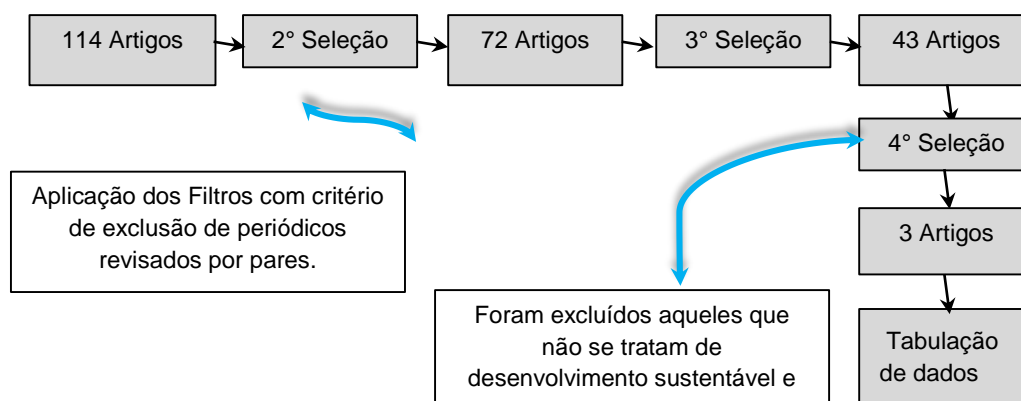 114 Artigos
2° Seleção
72 Artigos
3° Seleção
43 Artigos
4° Seleção
Aplicação dos Filtros com critério
de exclusão de periódicos
revisados por pares.
3 Artigos
Foram excluídos aqueles que
não se tratam de
desenvolvimento sustentável e
Tabulação
de dados